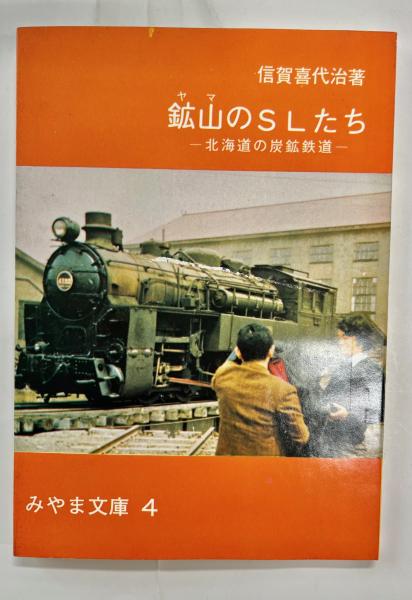 信賀喜代治著
ヤマ
鉱山のSLたち
―北海道の炭鉱鉄道―
みやま文庫 4